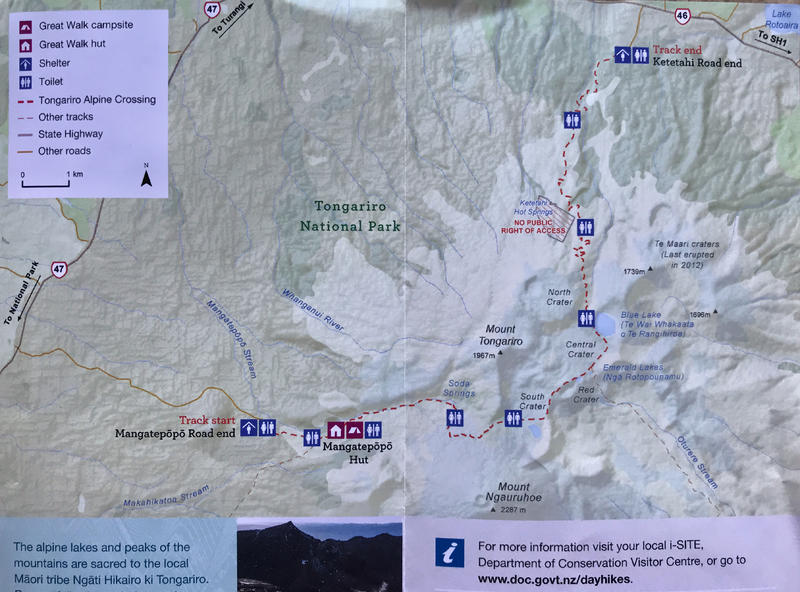 Great Walk campsite
Great Walk hut
Shelter
Toilet
Tongariro Alpine Crossing
Other tracks
State Highway
Other roads
0 1 km
N
47
To Turangi
46
Lake
Rotoaira
To SH1
Track end
Ketetahi Road end
Tongariro
National Park
Ketetahi
Hot Springs
NO PUBLIC
RIGHT OF ACCESS
Te Maari craters
(Last erupted
in 2012)
1739m
1696m
North
Crater
Blue Lake
(Te Wai Whakaata
o Te Rangihiroa)
47
To National Park
Mangatepōpō Stream
Whanganui River
Mount
Tongariro
1967m
Central
Crater
Emerald Lakes
(Ngā Rotopounamu)
Soda
Springs
South
Crater
Red
Crater
Track start
Mangatepōpō Road end
Mangatepōpō
Hut
Oturere Stream
Makahikatoa Stream
Mount
Ngauruhoe
2287 m
The alpine lakes and peaks of the
mountains are sacred to the local
Māori tribe Ngāti Hikairo ki Tongariro.
i
For more information visit your local i-SITE,
Department of Conservation Visitor Centre, or go to
www.doc.govt.nz/dayhikes.